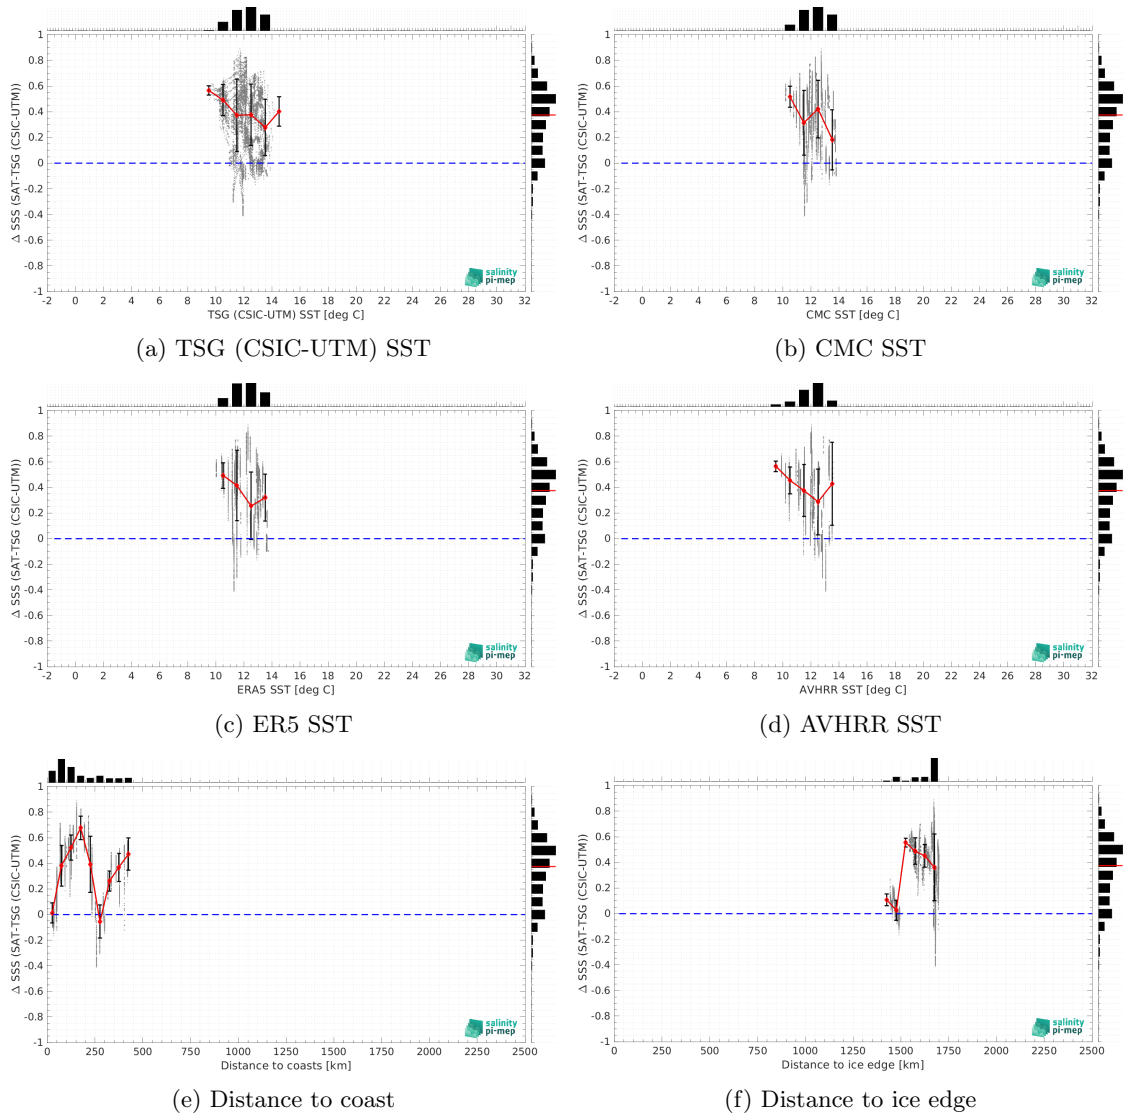 1
0.8
0.6
0.4
0.2
0
-0.2
-0.4
-0.6
-0.8
-1
Δ SSS (SAT-TSG (CSIC-UTM))
salinity
pi-mep
-2 0 2 4 6 8 10 12 14 16 18 20 22 24 26 28 30 32
TSG (CSIC-UTM) SST [deg C]
(a) TSG (CSIC-UTM) SST
1
0.8
0.6
0.4
0.2
0
-0.2
-0.4
-0.6
-0.8
-1
Δ SSS (SAT-TSG (CSIC-UTM))
salinity
pi-mep
-2 0 2 4 6 8 10 12 14 16 18 20 22 24 26 28 30 32
CMC SST [deg C]
(b) CMC SST
1
0.8
0.6
0.4
0.2
0
-0.2
-0.4
-0.6
-0.8
-1
Δ SSS (SAT-TSG (CSIC-UTM))
salinity
pi-mep
-2 0 2 4 6 8 10 12 14 16 18 20 22 24 26 28 30 32
ERA5 SST [deg C]
(c) ER5 SST
1
0.8
0.6
0.4
0.2
0
-0.2
-0.4
-0.6
-0.8
-1
Δ SSS (SAT-TSG (CSIC-UTM))
salinity
pi-mep
-2 0 2 4 6 8 10 12 14 16 18 20 22 24 26 28 30 32
AVHRR SST [deg C]
(d) AVHRR SST
1
0.8
0.6
0.4
0.2
0
-0.2
-0.4
-0.6
-0.8
-1
Δ SSS (SAT-TSG (CSIC-UTM))
salinity
pi-mep
0 250 500 750 1000 1250 1500 1750 2000 2250 2500
Distance to coasts [km]
(e) Distance to coast
1
0.8
0.6
0.4
0.2
0
-0.2
-0.4
-0.6
-0.8
-1
Δ SSS (SAT-TSG (CSIC-UTM))
salinity
pi-mep
0 250 500 750 1000 1250 1500 1750 2000 2250 2500
Distance to ice edge [km]
(f) Distance to ice edge